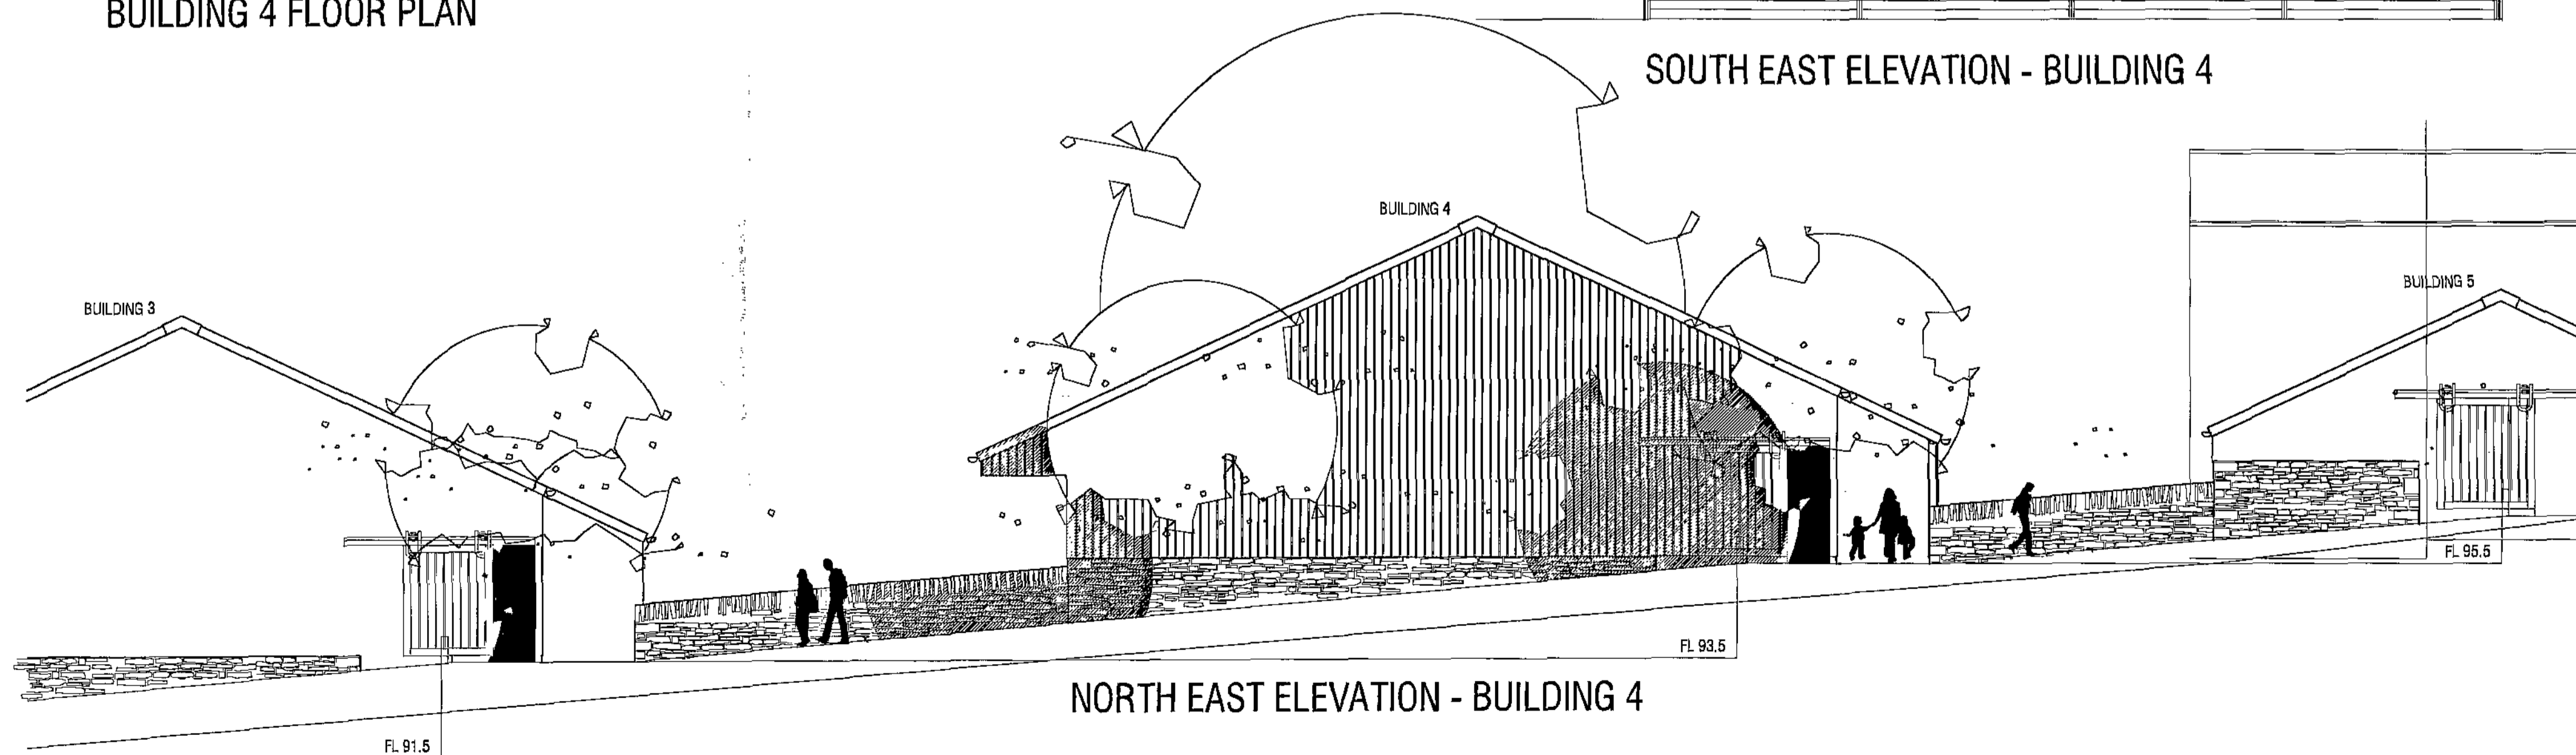 BUILDING 4 FLOOR PLAN
SOUTH EAST ELEVATION - BUILDING 4
BUILDING 4
BUILDING 3
BUILDING 5
FL 95.5
FL 93.5
NORTH EAST ELEVATION - BUILDING 4
FL 91.5